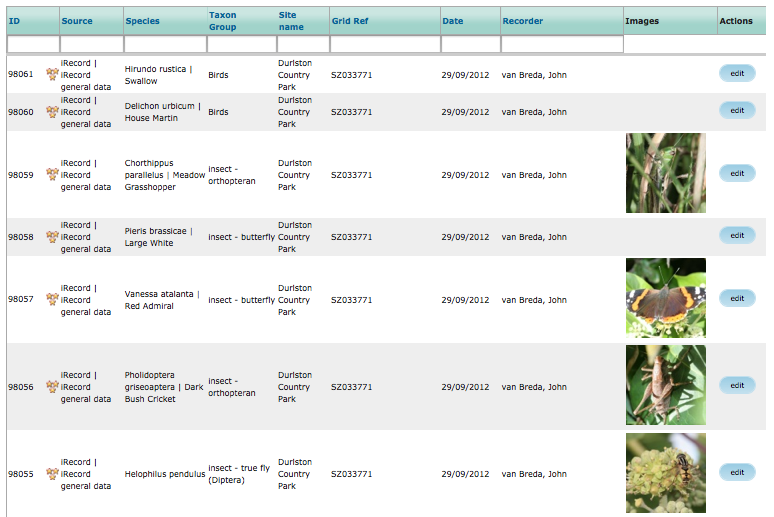 ID Source Species Taxon Group Site name Grid Ref Date Recorder Images Actions
98061 iRecord | iRecord general data Hirundo rustica | Swallow Birds Durlston Country Park SZ033771 29/09/2012 van Breda, John edit
98060 iRecord | iRecord general data Delichon urbicum | House Martin Birds Durlston Country Park SZ033771 29/09/2012 van Breda, John edit
98059 iRecord | iRecord general data Chorthippus parallelus | Meadow Grasshopper insect - orthopteran Durlston Country Park SZ033771 29/09/2012 van Breda, John edit
98058 iRecord | iRecord general data Pieris brassicae | Large White insect - butterfly Durlston Country Park SZ033771 29/09/2012 van Breda, John edit
98057 iRecord | iRecord general data Vanessa atalanta | Red Admiral insect - butterfly Durlston Country Park SZ033771 29/09/2012 van Breda, John edit
98056 iRecord | iRecord general data Pholidoptera griseoaptera | Dark Bush Cricket insect - orthopteran Durlston Country Park SZ033771 29/09/2012 van Breda, John edit
98055 iRecord | iRecord general data Helophilus pendulus insect - true fly (Diptera) Durlston Country Park SZ033771 29/09/2012 van Breda, John edit